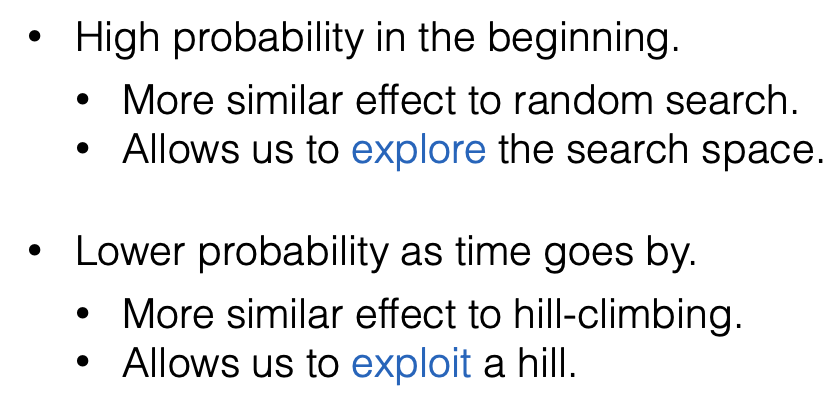 • High probability in the beginning.
• More similar effect to random search.
• Allows us to explore the search space.
• Lower probability as time goes by.
• More similar effect to hill-climbing.
• Allows us to exploit a hill.